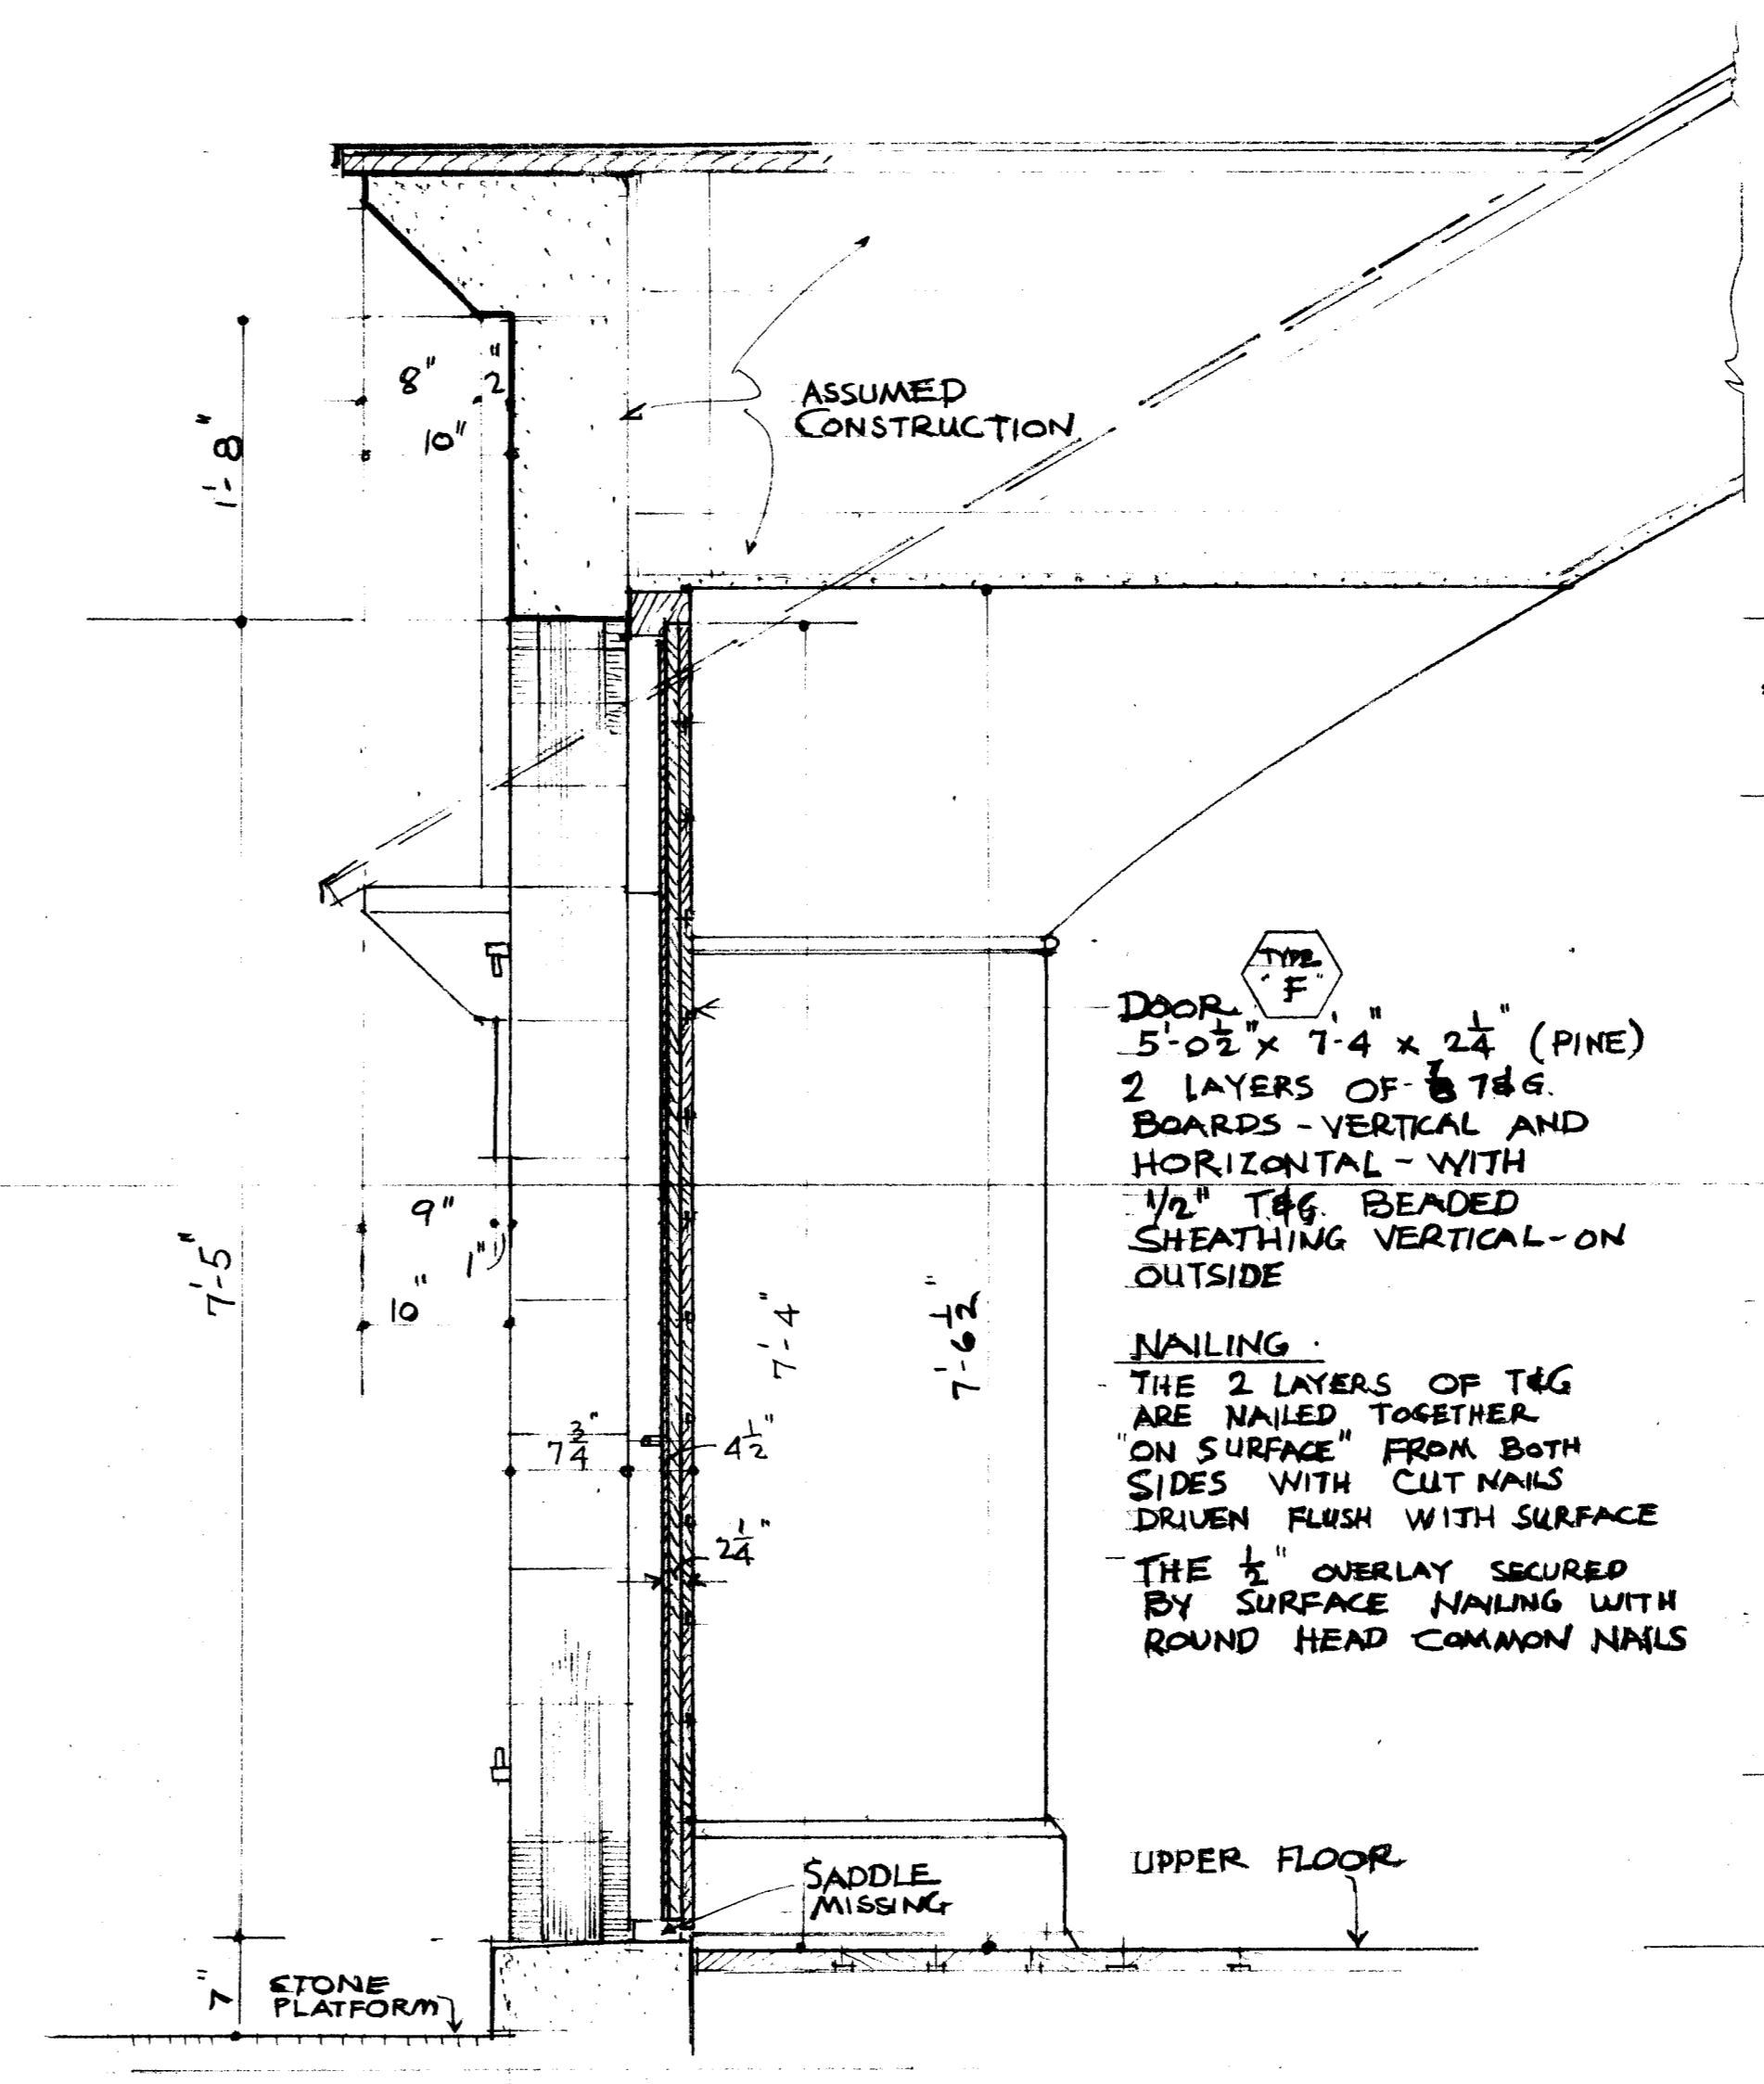 8"
2"
10"
1'-8"
ASSUMED
CONSTRUCTION
TYPE
"F"
DOOR
5'-0½" x 7'-4" x 2¼" (PINE)
2 LAYERS OF 7/8 T&G.
BOARDS - VERTICAL AND
HORIZONTAL - WITH
1/2" T&G. BEADED
SHEATHING VERTICAL - ON
OUTSIDE
9"
1"
10"
7'-5"
7'-4"
7'-6½"
NAILING
THE 2 LAYERS OF T&G
ARE NAILED TOGETHER
"ON SURFACE" FROM BOTH
SIDES WITH CUT NAILS
DRIVEN FLUSH WITH SURFACE
THE ½" OVERLAY SECURED
BY SURFACE NAILING WITH
ROUND HEAD COMMON NAILS
7¾"
4½"
2¼"
SADDLE
MISSING
UPPER FLOOR
7"
STONE
PLATFORM